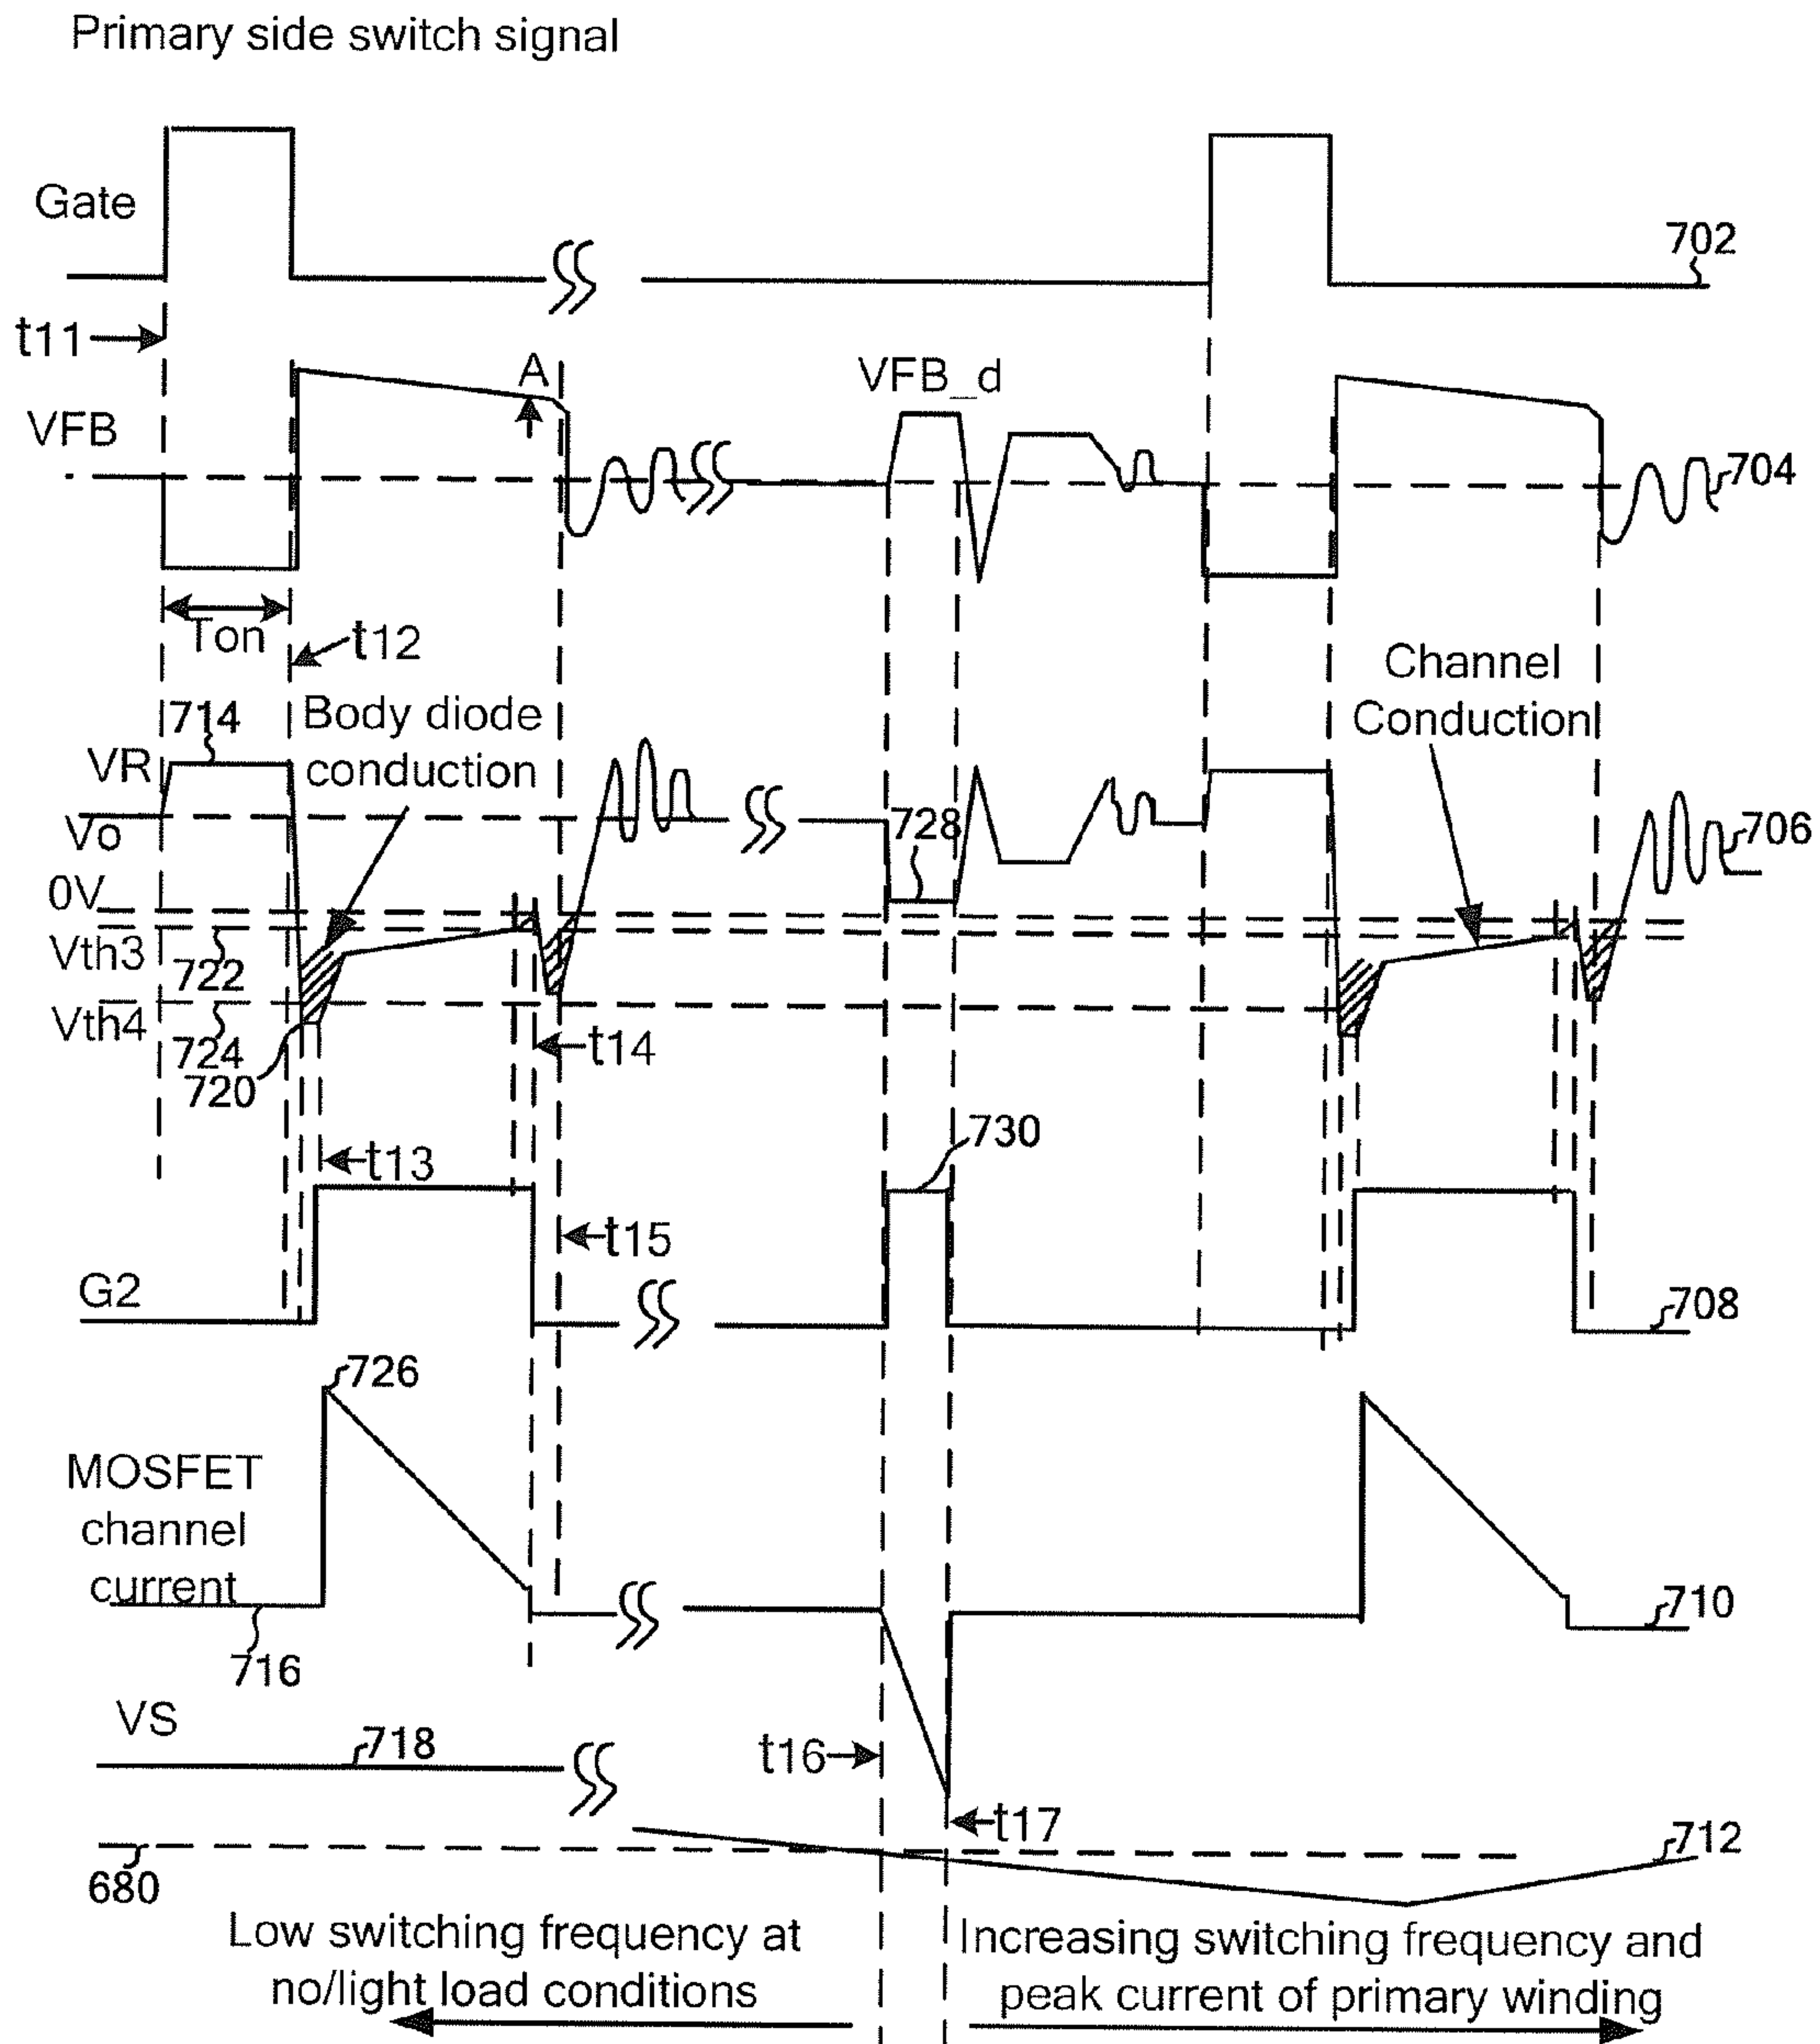 Primary side switch signal
Gate
702
t11
A
VFB_d
VFB
704
Ton
t12
Channel
Conduction
714
Body diode
conduction
VR
Vo
728
706
0V
Vth3
722
Vth4
724
720
t14
t13
730
t15
G2
708
726
MOSFET
channel
current
710
716
VS
718
t16
t17
712
680
Low switching frequency at
no/light load conditions
Increasing switching frequency and
peak current of primary winding